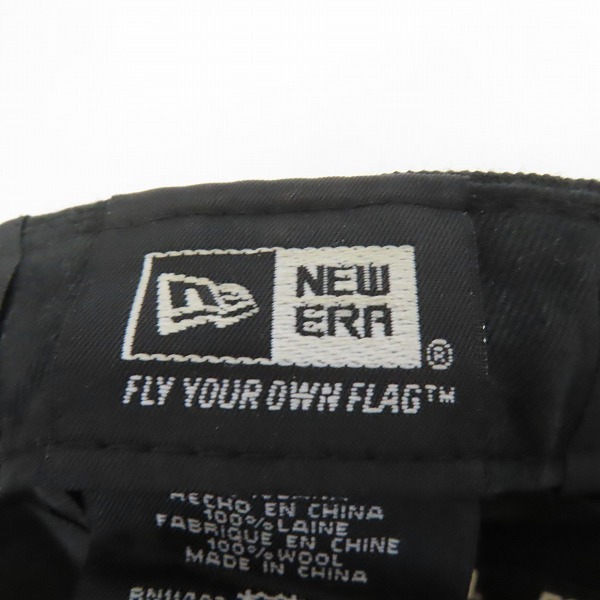 NEW
ERA
®
FLY YOUR OWN FLAG™
HECHO EN CHINA
100% LAINE
FABRIQUE EN CHINE
100% WOOL
MADE IN CHINA